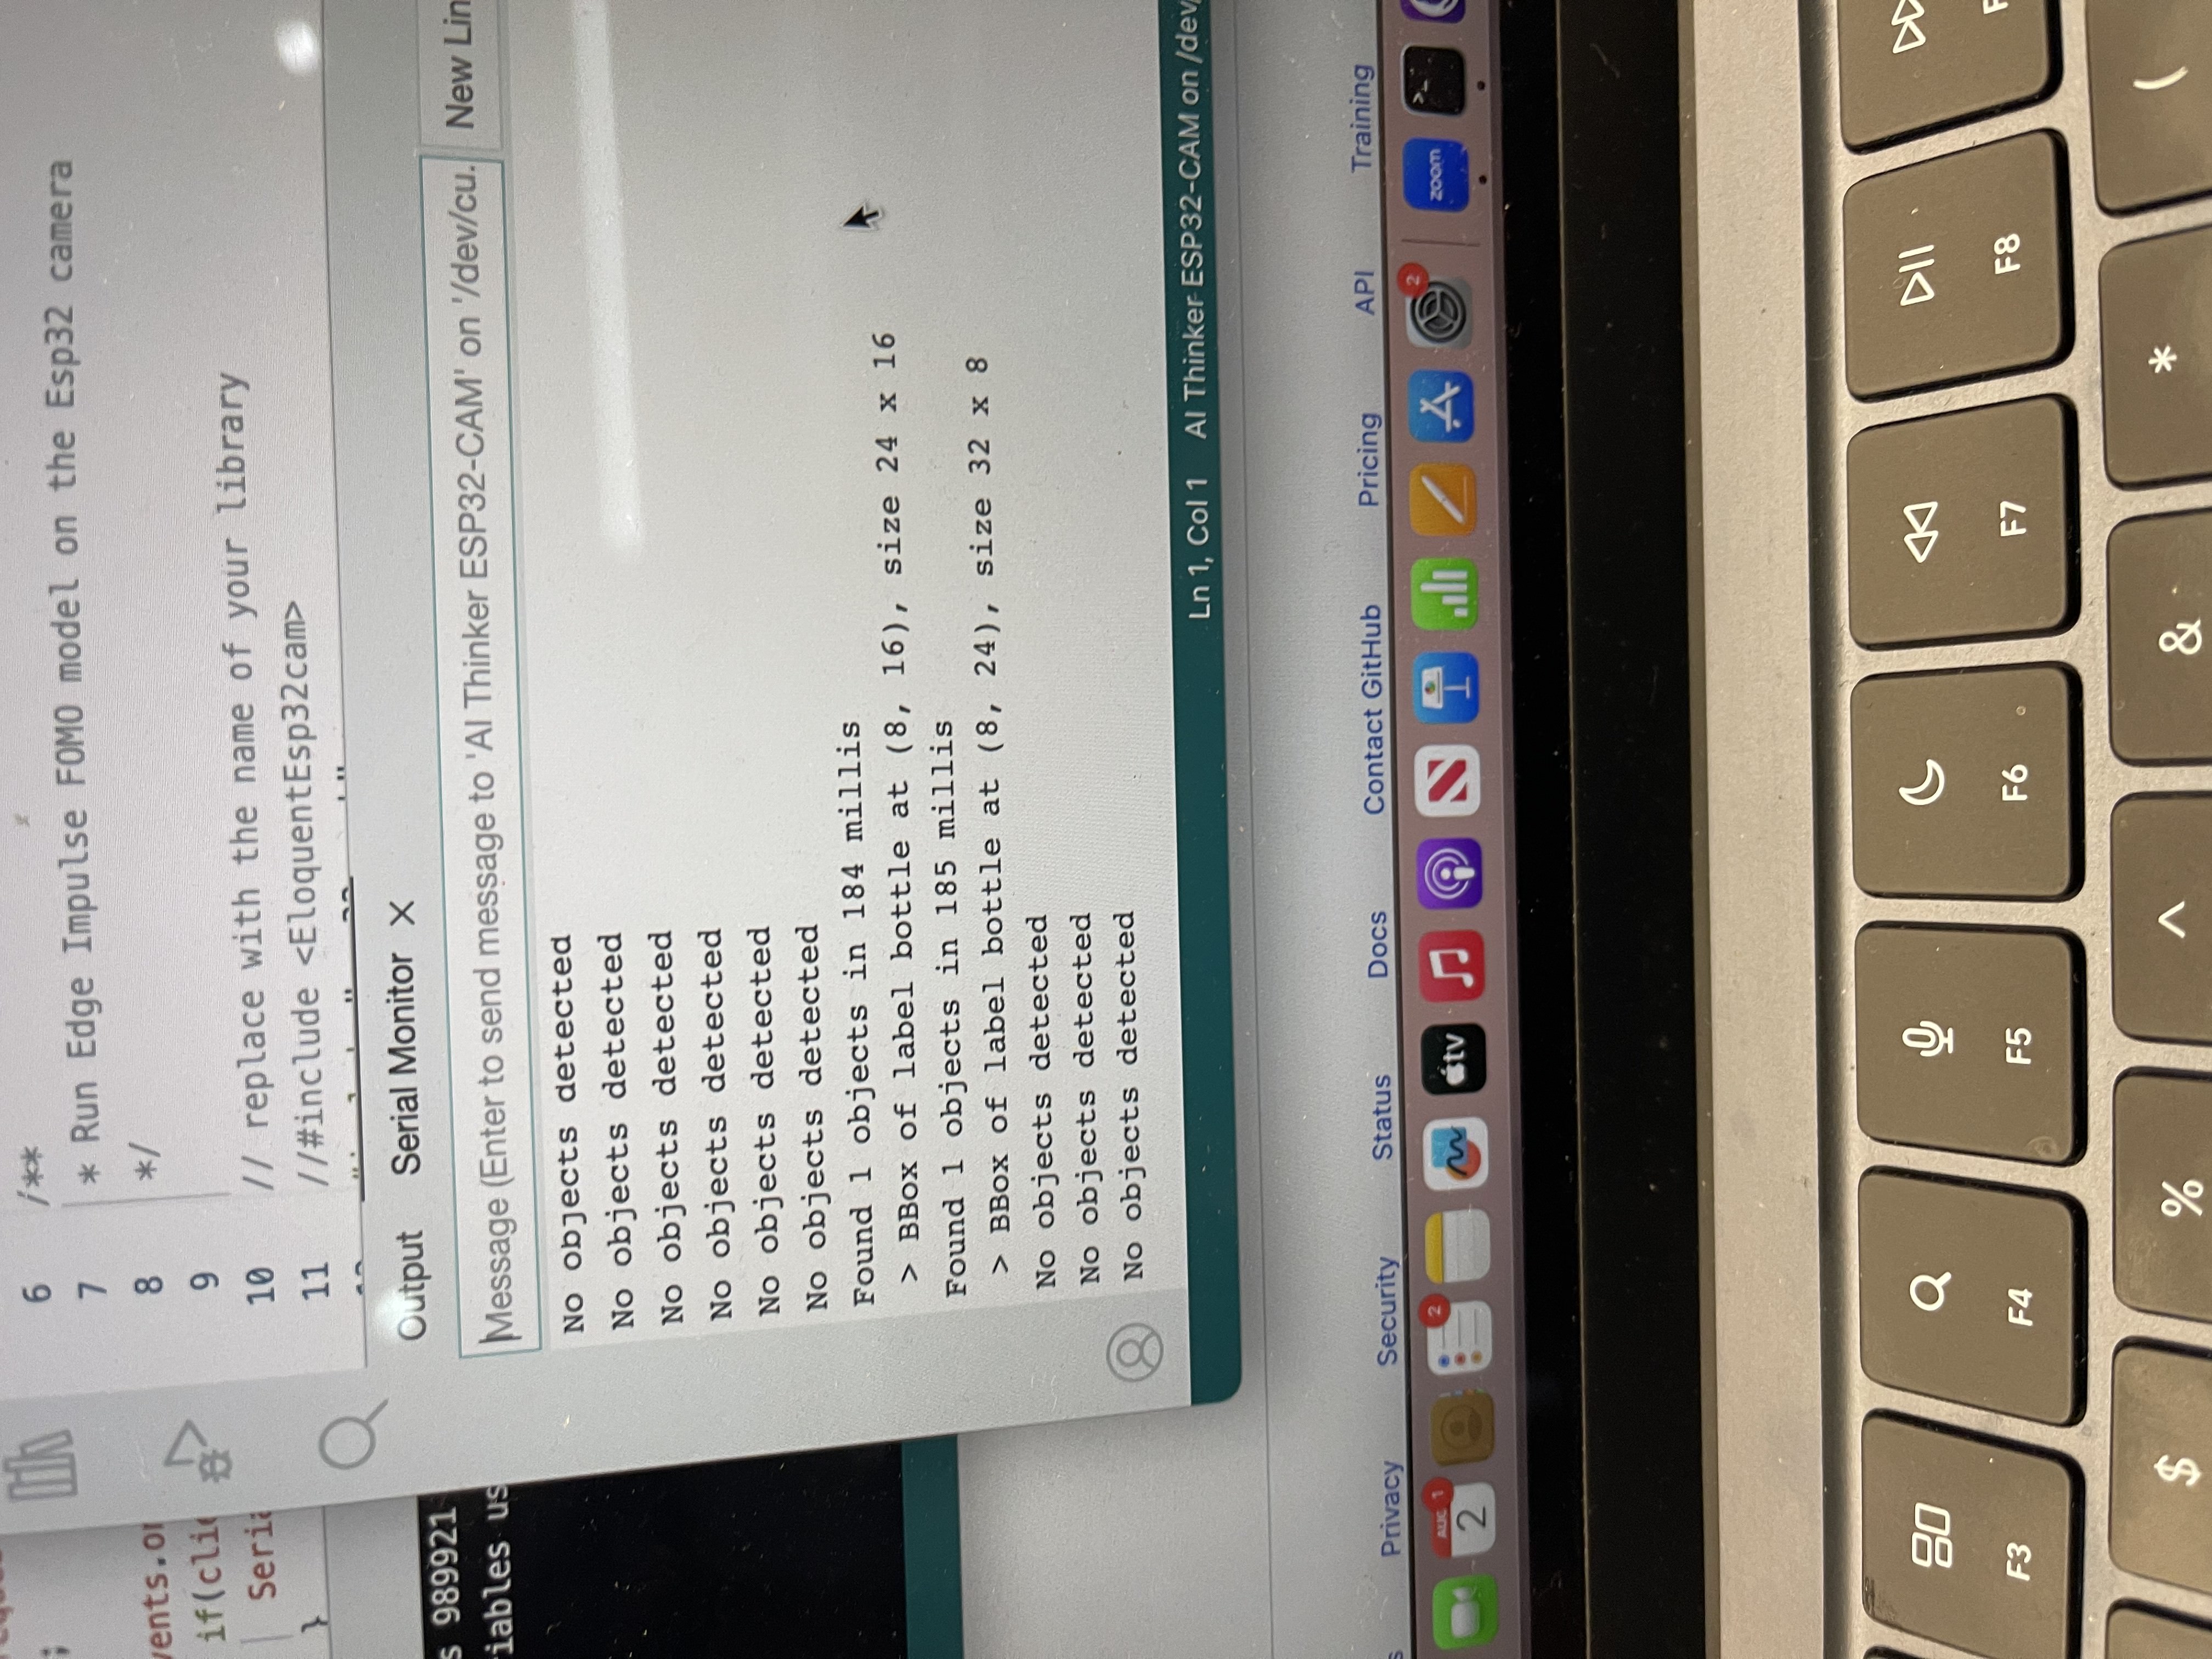 ;
vents.on
if(clie
Seria
}
s 989921
iables us
6 /**
7 * Run Edge Impulse FOMO model on the Esp32 camera
8 */
9
10 // replace with the name of your library
11 //#include <EloquentEsp32cam>
Output Serial Monitor ×
Message (Enter to send message to 'AI Thinker ESP32-CAM' on '/dev/cu.
New Lin
No objects detected
No objects detected
No objects detected
No objects detected
No objects detected
No objects detected
Found 1 objects in 184 millis
> BBox of label bottle at (8, 16), size 24 x 16
Found 1 objects in 185 millis
> BBox of label bottle at (8, 24), size 32 x 8
No objects detected
No objects detected
No objects detected
Ln 1, Col 1 AI Thinker ESP32-CAM on /dev/
s Privacy Security Status Docs Contact GitHub Pricing API Training
AUG 1 2 2 tv 2 zoom >_
F3 F4 F5 F6 F7 F8 F
$ % ^ & * (